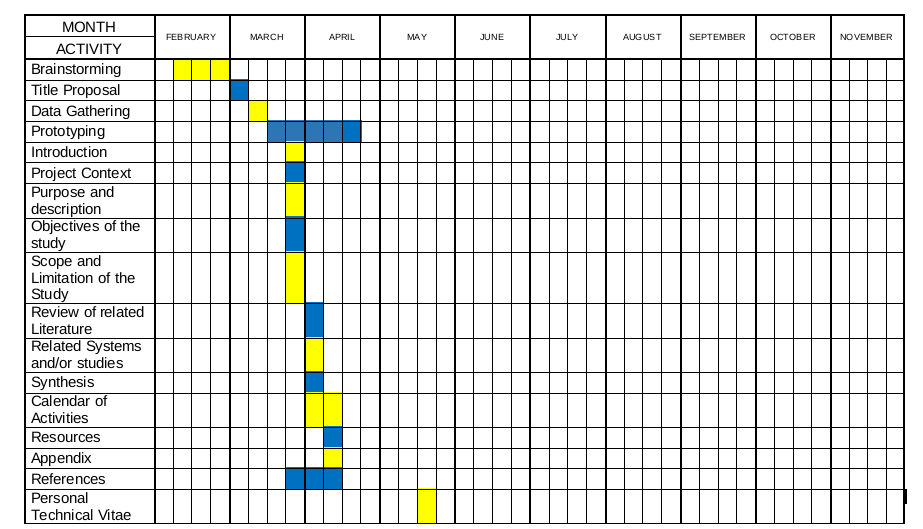 MONTH
FEBRUARY MARCH APRIL MAY JUNE JULY AUGUST SEPTEMBER OCTOBER NOVEMBER
ACTIVITY
Brainstorming
Title Proposal
Data Gathering
Prototyping
Introduction
Project Context
Purpose and
description
Objectives of the
study
Scope and
Limitation of the
Study
Review of related
Literature
Related Systems
and/or studies
Synthesis
Calendar of
Activities
Resources
Appendix
References
Personal
Technical Vitae